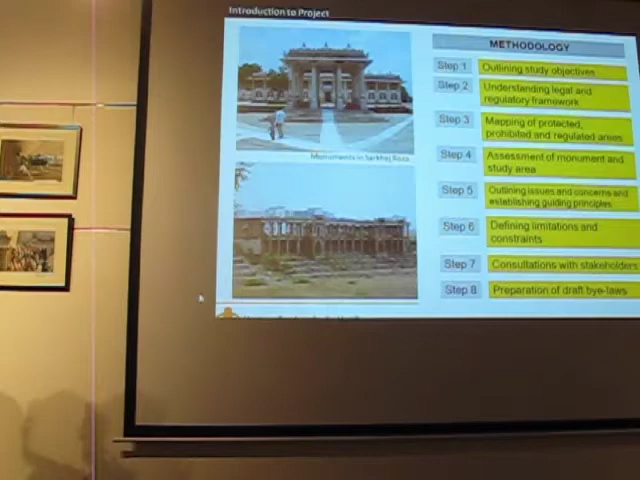 Introduction to Project
METHODOLOGY
Step 1
Outlining study objectives
Step 2
Understanding legal and
regulatory framework
Step 3
Mapping of protected,
prohibited and regulated areas
Monuments in Sarkhej Roza
Step 4
Assessment of monument and
study area
Step 5
Outlining issues and concerns and
establishing guiding principles
Step 6
Defining limitations and
constraints
Step 7
Consultations with stakeholders
Step 8
Preparation of draft bye-laws